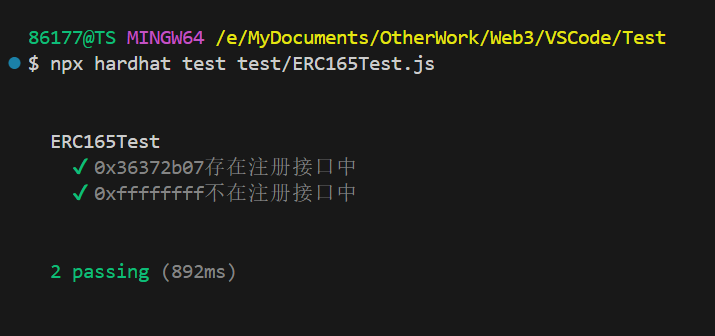 86177@TS MINGW64 /e/MyDocuments/OtherWork/Web3/VSCode/Test
$ npx hardhat test test/ERC165Test.js
ERC165Test
✓ 0x36372b07存在注册接口中
✓ 0xffffffff不在注册接口中
2 passing (892ms)